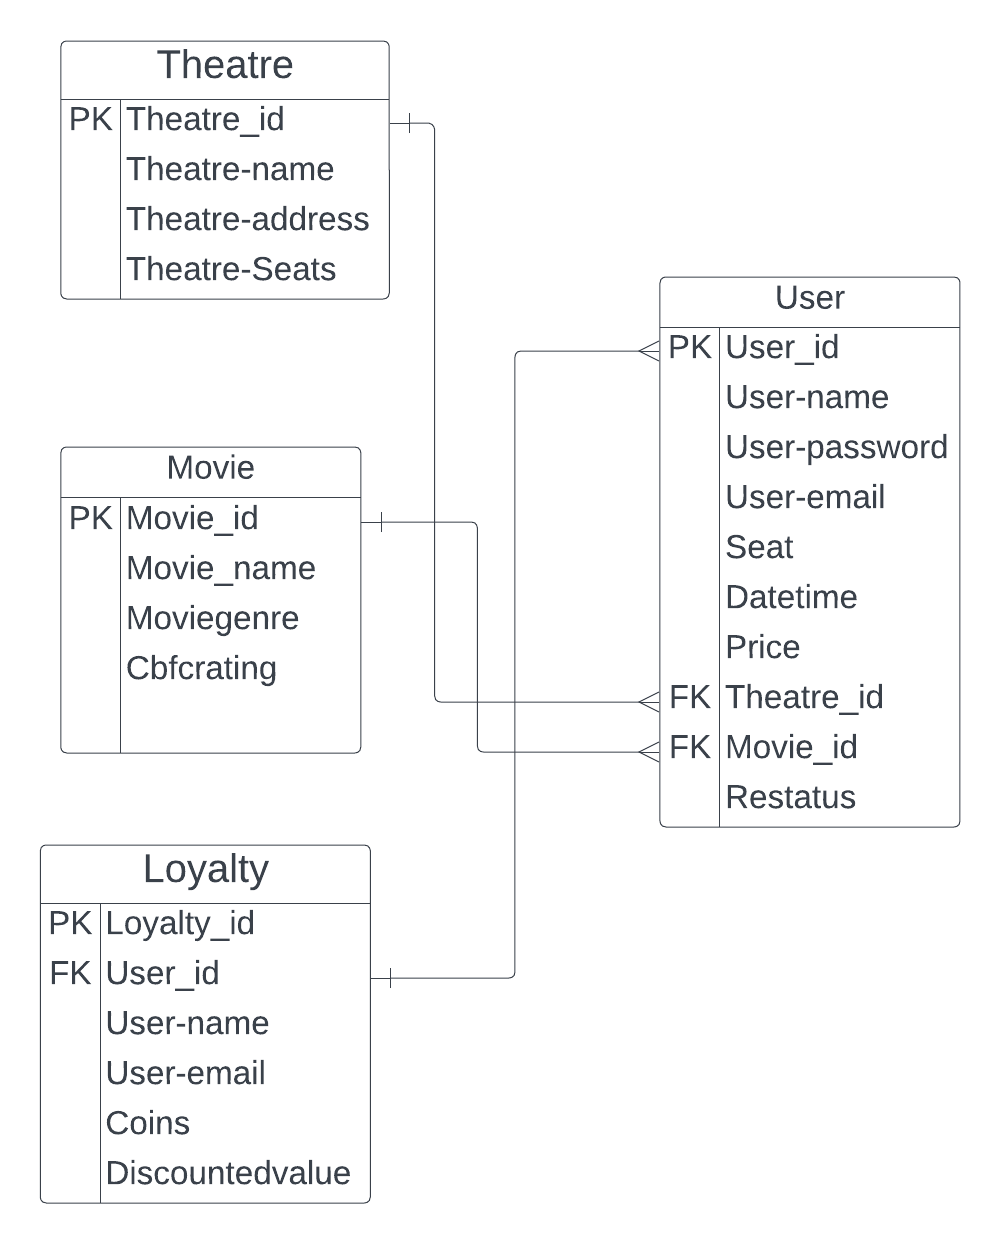 Theatre
PK Theatre_id
Theatre-name
Theatre-address
Theatre-Seats
Movie
PK Movie_id
Movie_name
Moviegenre
Cbfcrating
Loyalty
PK Loyalty_id
FK User_id
User-name
User-email
Coins
Discountedvalue
User
PK User_id
User-name
User-password
User-email
Seat
Datetime
Price
FK Theatre_id
FK Movie_id
Restatus